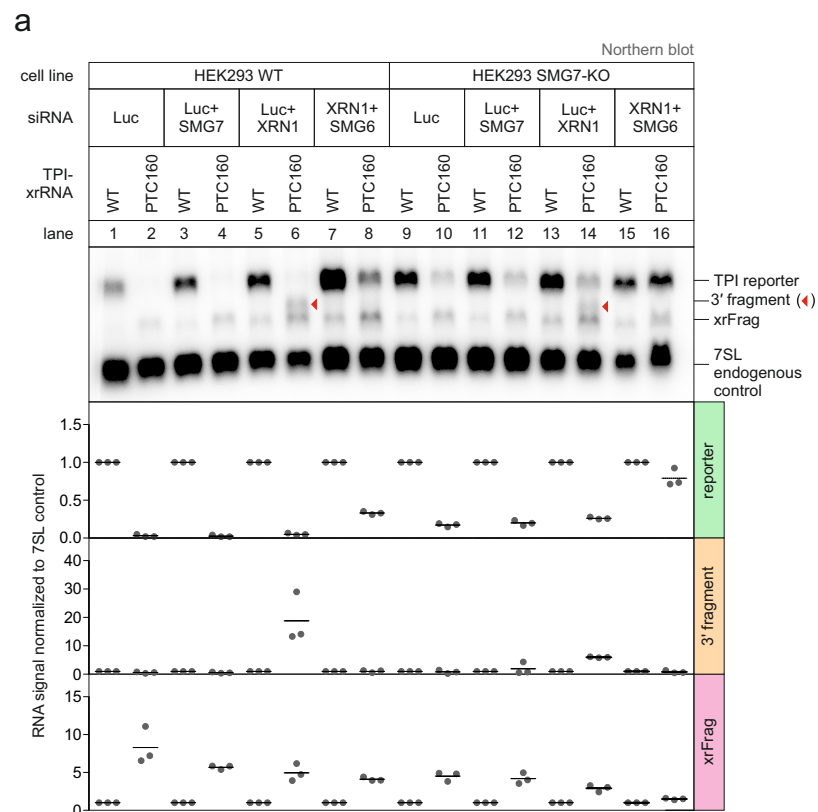 a
Northern blot
cell line HEK293 WT HEK293 SMG7-KO
siRNA Luc Luc+ SMG7 Luc+ XRN1 XRN1+ SMG6 Luc Luc+ SMG7 Luc+ XRN1 XRN1+ SMG6
TPI-xrRNA WT PTC160 WT PTC160 WT PTC160 WT PTC160 WT PTC160 WT PTC160 WT PTC160 WT PTC160
lane 1 2 3 4 5 6 7 8 9 10 11 12 13 14 15 16
TPI reporter
3′ fragment ( )
xrFrag
7SL
endogenous
control
RNA signal normalized to 7SL control
1.5
1.0
0.5
0.0
reporter
40
30
20
10
0
3′ fragment
15
10
5
0
xrFrag